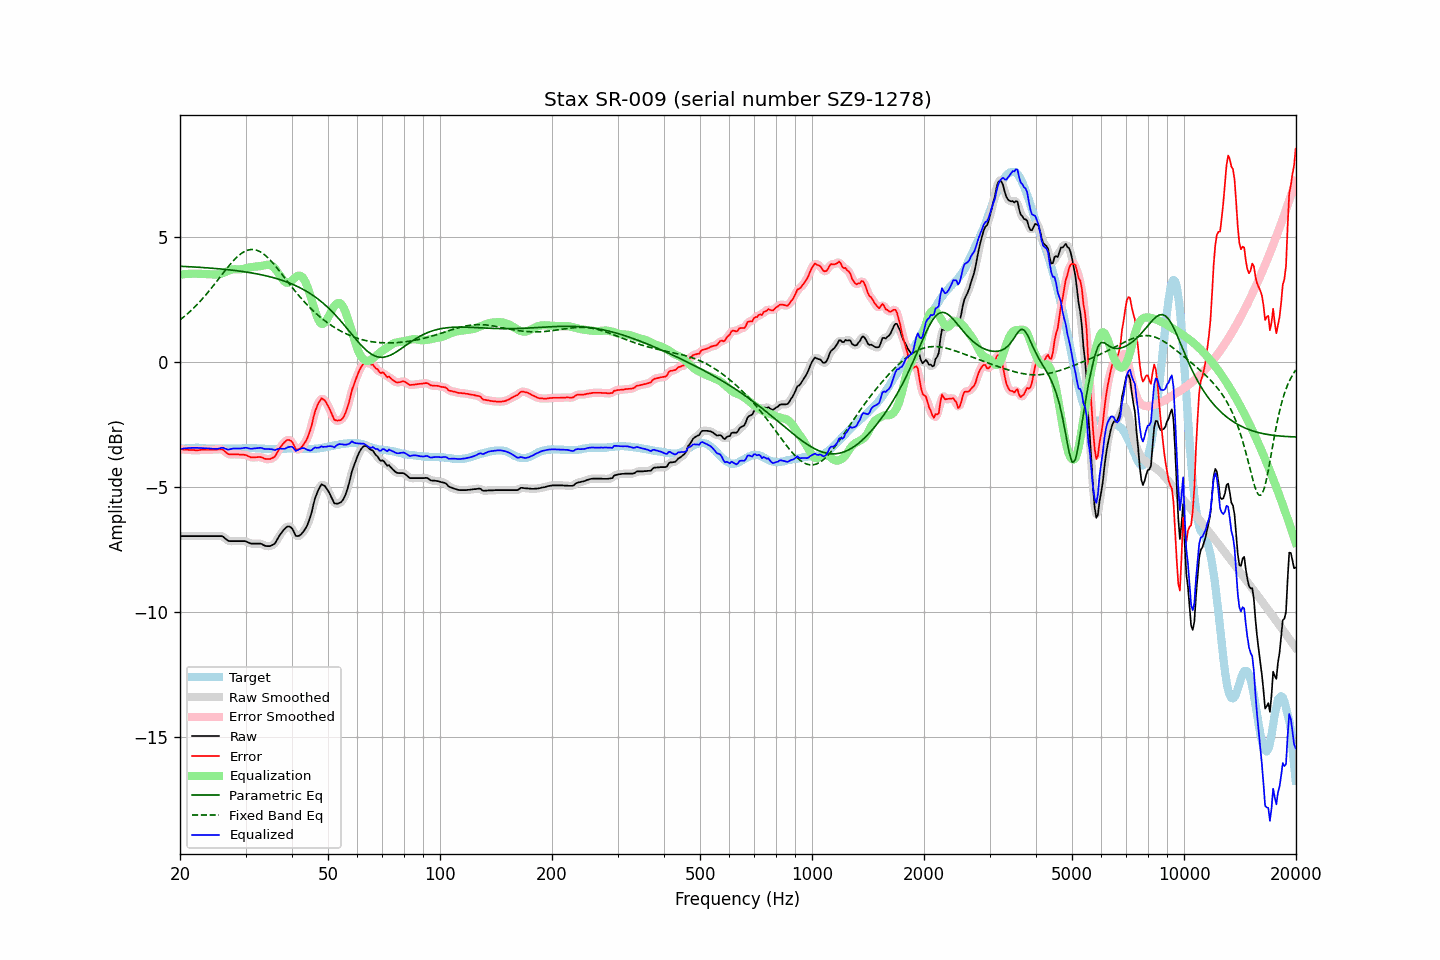 Stax SR-009 (serial number SZ9-1278)
Amplitude (dBr)
5
0
−5
−10
−15
Target
Raw Smoothed
Error Smoothed
Raw
Error
Equalization
Parametric Eq
Fixed Band Eq
Equalized
20 50 100 200 500 1000 2000 5000 10000 20000
Frequency (Hz)